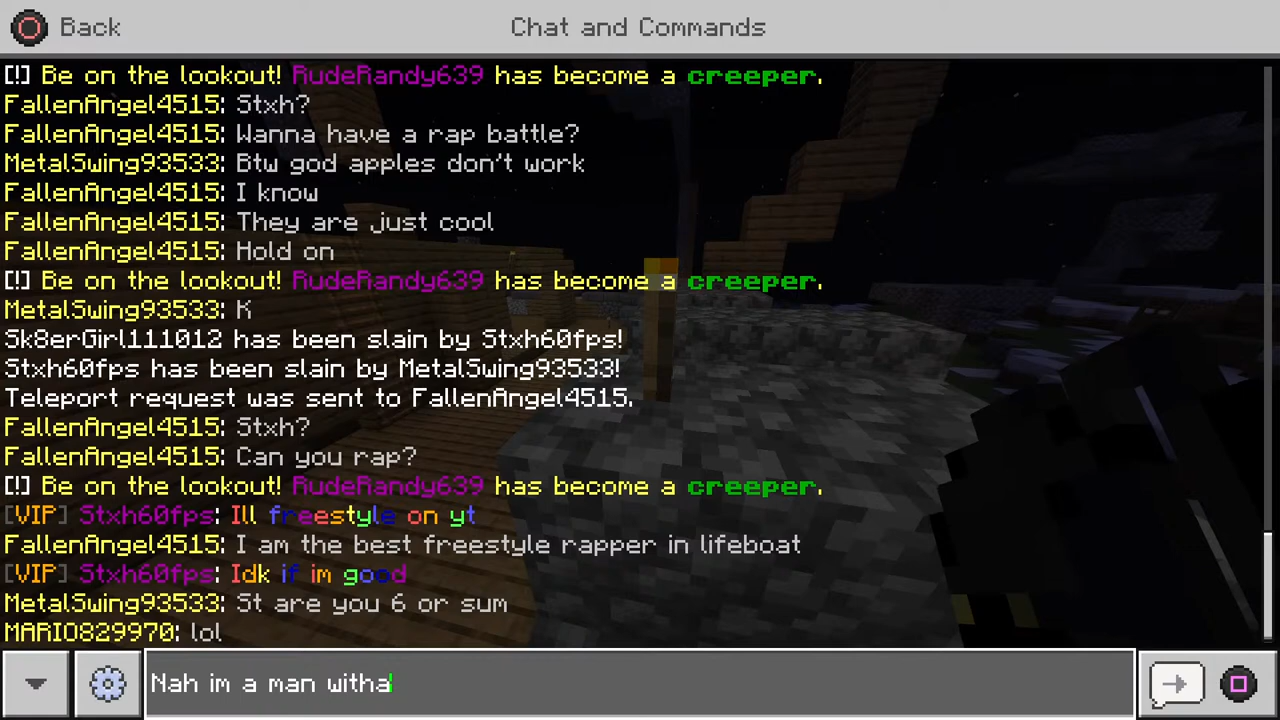 Back
Chat and Commands
[!] Be on the lookout! RudeRandy639 has become a creeper.
FallenAngel4515: Stxh?
FallenAngel4515: Wanna have a rap battle?
MetalSwing93533: Btw god apples don't work
FallenAngel4515: I know
FallenAngel4515: They are just cool
FallenAngel4515: Hold on
[!] Be on the lookout! RudeRandy639 has become a creeper.
MetalSwing93533: K
Sk8erGirl111012 has been slain by Stxh60fps!
Stxh60fps has been slain by MetalSwing93533!
Teleport request was sent to FallenAngel4515.
FallenAngel4515: Stxh?
FallenAngel4515: Can you rap?
[!] Be on the lookout! RudeRandy639 has become a creeper.
[VIP] Stxh60fps: Ill freestyle on yt
FallenAngel4515: I am the best freestyle rapper in lifeboat
[VIP] Stxh60fps: Idk if im good
MetalSwing93533: St are you 6 or sum
MARIO829970: lol
Nah im a man witha